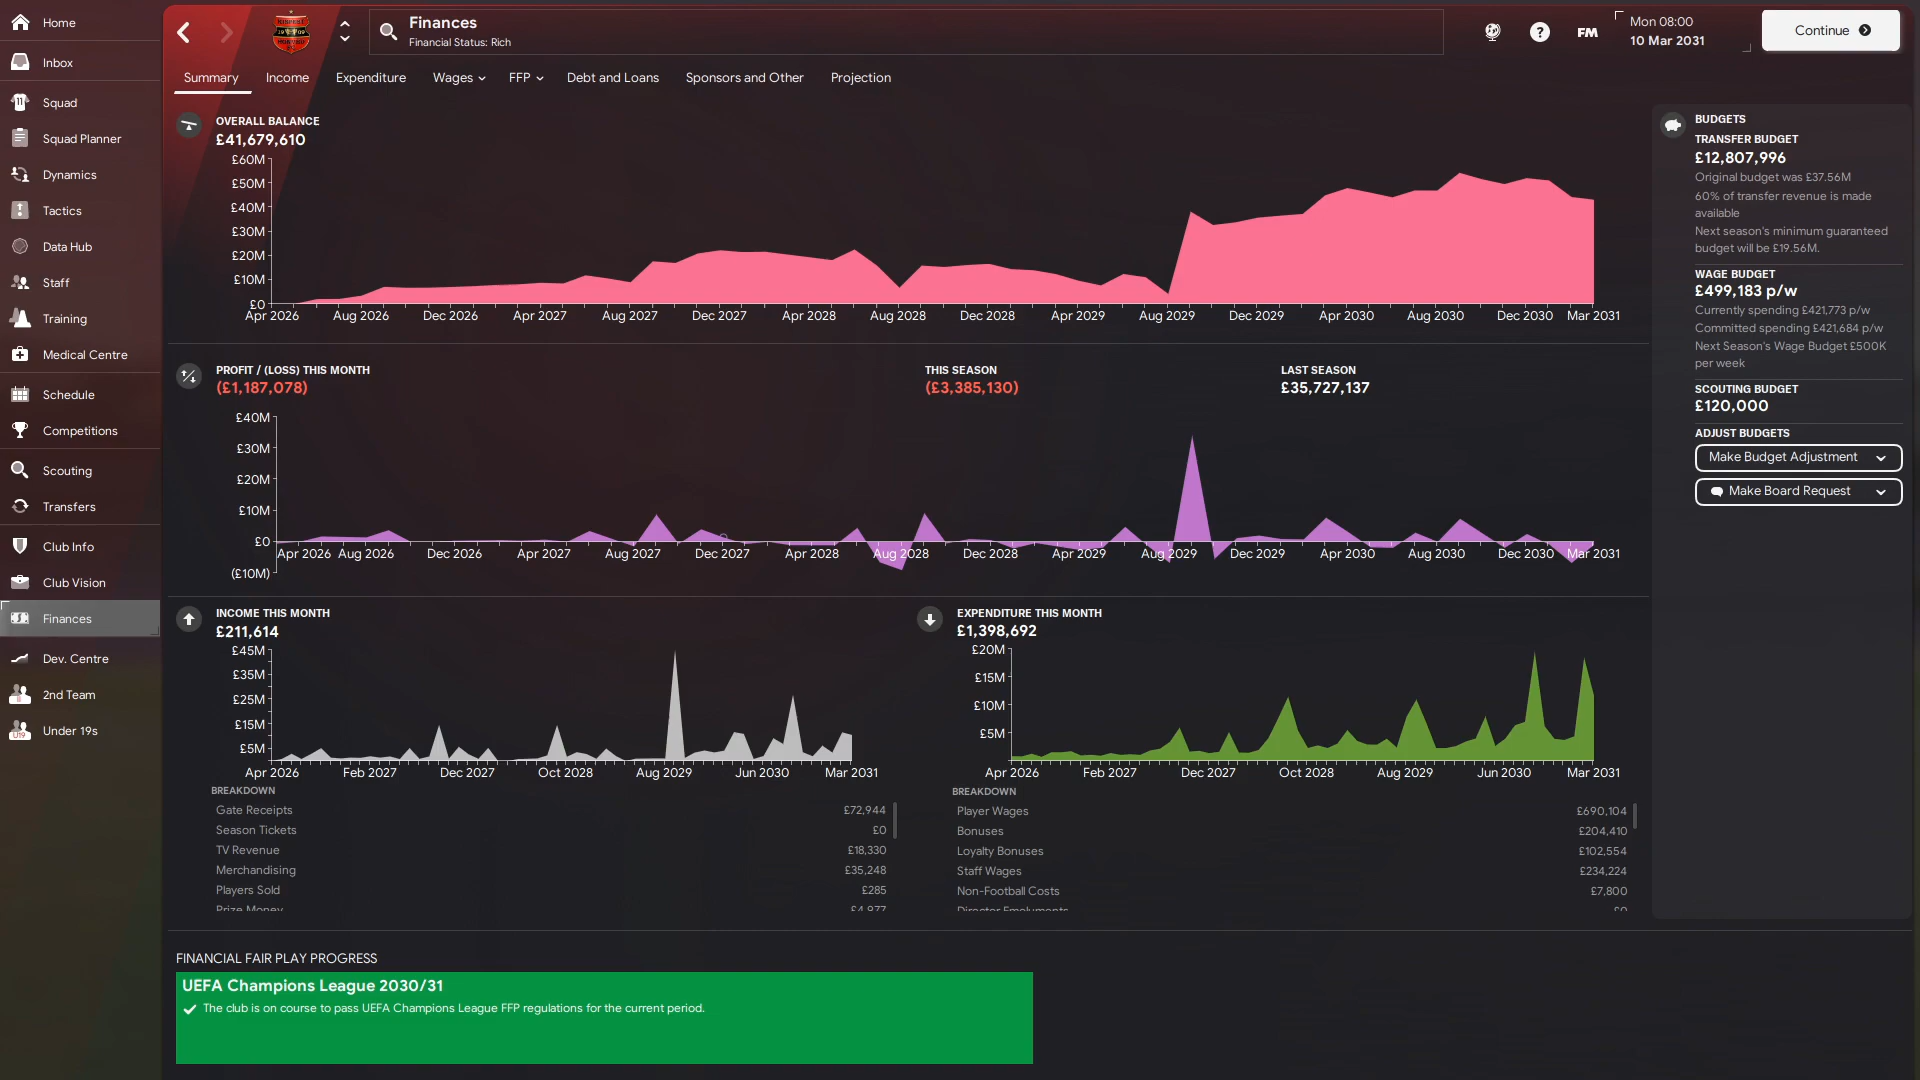 Home
Inbox
Squad
Squad Planner
Dynamics
Tactics
Data Hub
Staff
Training
Medical Centre
Schedule
Competitions
Scouting
Transfers
Club Info
Club Vision
Finances
Dev. Centre
2nd Team
Under 19s
Finances
Financial Status: Rich
FM
Mon 08:00
10 Mar 2031
Continue
Summary Income Expenditure Wages FFP Debt and Loans Sponsors and Other Projection
OVERALL BALANCE
£41,679,610
£60M
£50M
£40M
£30M
£20M
£10M
£0
Apr 2026 Aug 2026 Dec 2026 Apr 2027 Aug 2027 Dec 2027 Apr 2028 Aug 2028 Dec 2028 Apr 2029 Aug 2029 Dec 2029 Apr 2030 Aug 2030 Dec 2030 Mar 2031
PROFIT / (LOSS) THIS MONTH
(£1,187,078)
THIS SEASON
(£3,385,130)
LAST SEASON
£35,727,137
£40M
£30M
£20M
£10M
£0
(£10M)
Apr 2026 Aug 2026 Dec 2026 Apr 2027 Aug 2027 Dec 2027 Apr 2028 Aug 2028 Dec 2028 Apr 2029 Aug 2029 Dec 2029 Apr 2030 Aug 2030 Dec 2030 Mar 2031
INCOME THIS MONTH
£211,614
£45M
£35M
£25M
£15M
£5M
Apr 2026 Feb 2027 Dec 2027 Oct 2028 Aug 2029 Jun 2030 Mar 2031
BREAKDOWN
Gate Receipts £72,944
Season Tickets £0
TV Revenue £18,330
Merchandising £35,248
Players Sold £285
Prize Money £4,977
EXPENDITURE THIS MONTH
£1,398,692
£20M
£15M
£10M
£5M
Apr 2026 Feb 2027 Dec 2027 Oct 2028 Aug 2029 Jun 2030 Mar 2031
BREAKDOWN
Player Wages £690,104
Bonuses £204,410
Loyalty Bonuses £102,554
Staff Wages £234,224
Non-Football Costs £7,800
Director Emoluments £0
BUDGETS
TRANSFER BUDGET
£12,807,996
Original budget was £37.56M
60% of transfer revenue is made
available
Next season's minimum guaranteed
budget will be £19.56M.
WAGE BUDGET
£499,183 p/w
Currently spending £421,773 p/w
Committed spending £421,684 p/w
Next Season's Wage Budget £500K
per week
SCOUTING BUDGET
£120,000
ADJUST BUDGETS
Make Budget Adjustment
Make Board Request
FINANCIAL FAIR PLAY PROGRESS
UEFA Champions League 2030/31
The club is on course to pass UEFA Champions League FFP regulations for the current period.